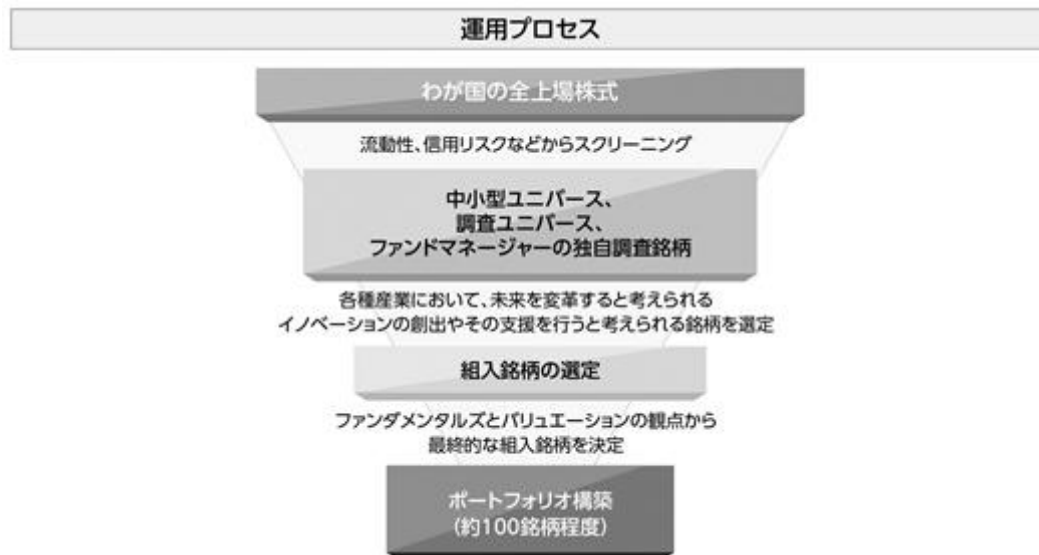 運用プロセス
わが国の全上場株式
流動性、信用リスクなどからスクリーニング
中小型ユニバース、
調査ユニバース、
ファンドマネージャーの独自調査銘柄
各種産業において、未来を変革すると考えられる
イノベーションの創出やその支援を行うと考えられる銘柄を選定
組入銘柄の選定
ファンダメンタルズとバリュエーションの観点から
最終的な組入銘柄を決定
ポートフォリオ構築
(約100銘柄程度)